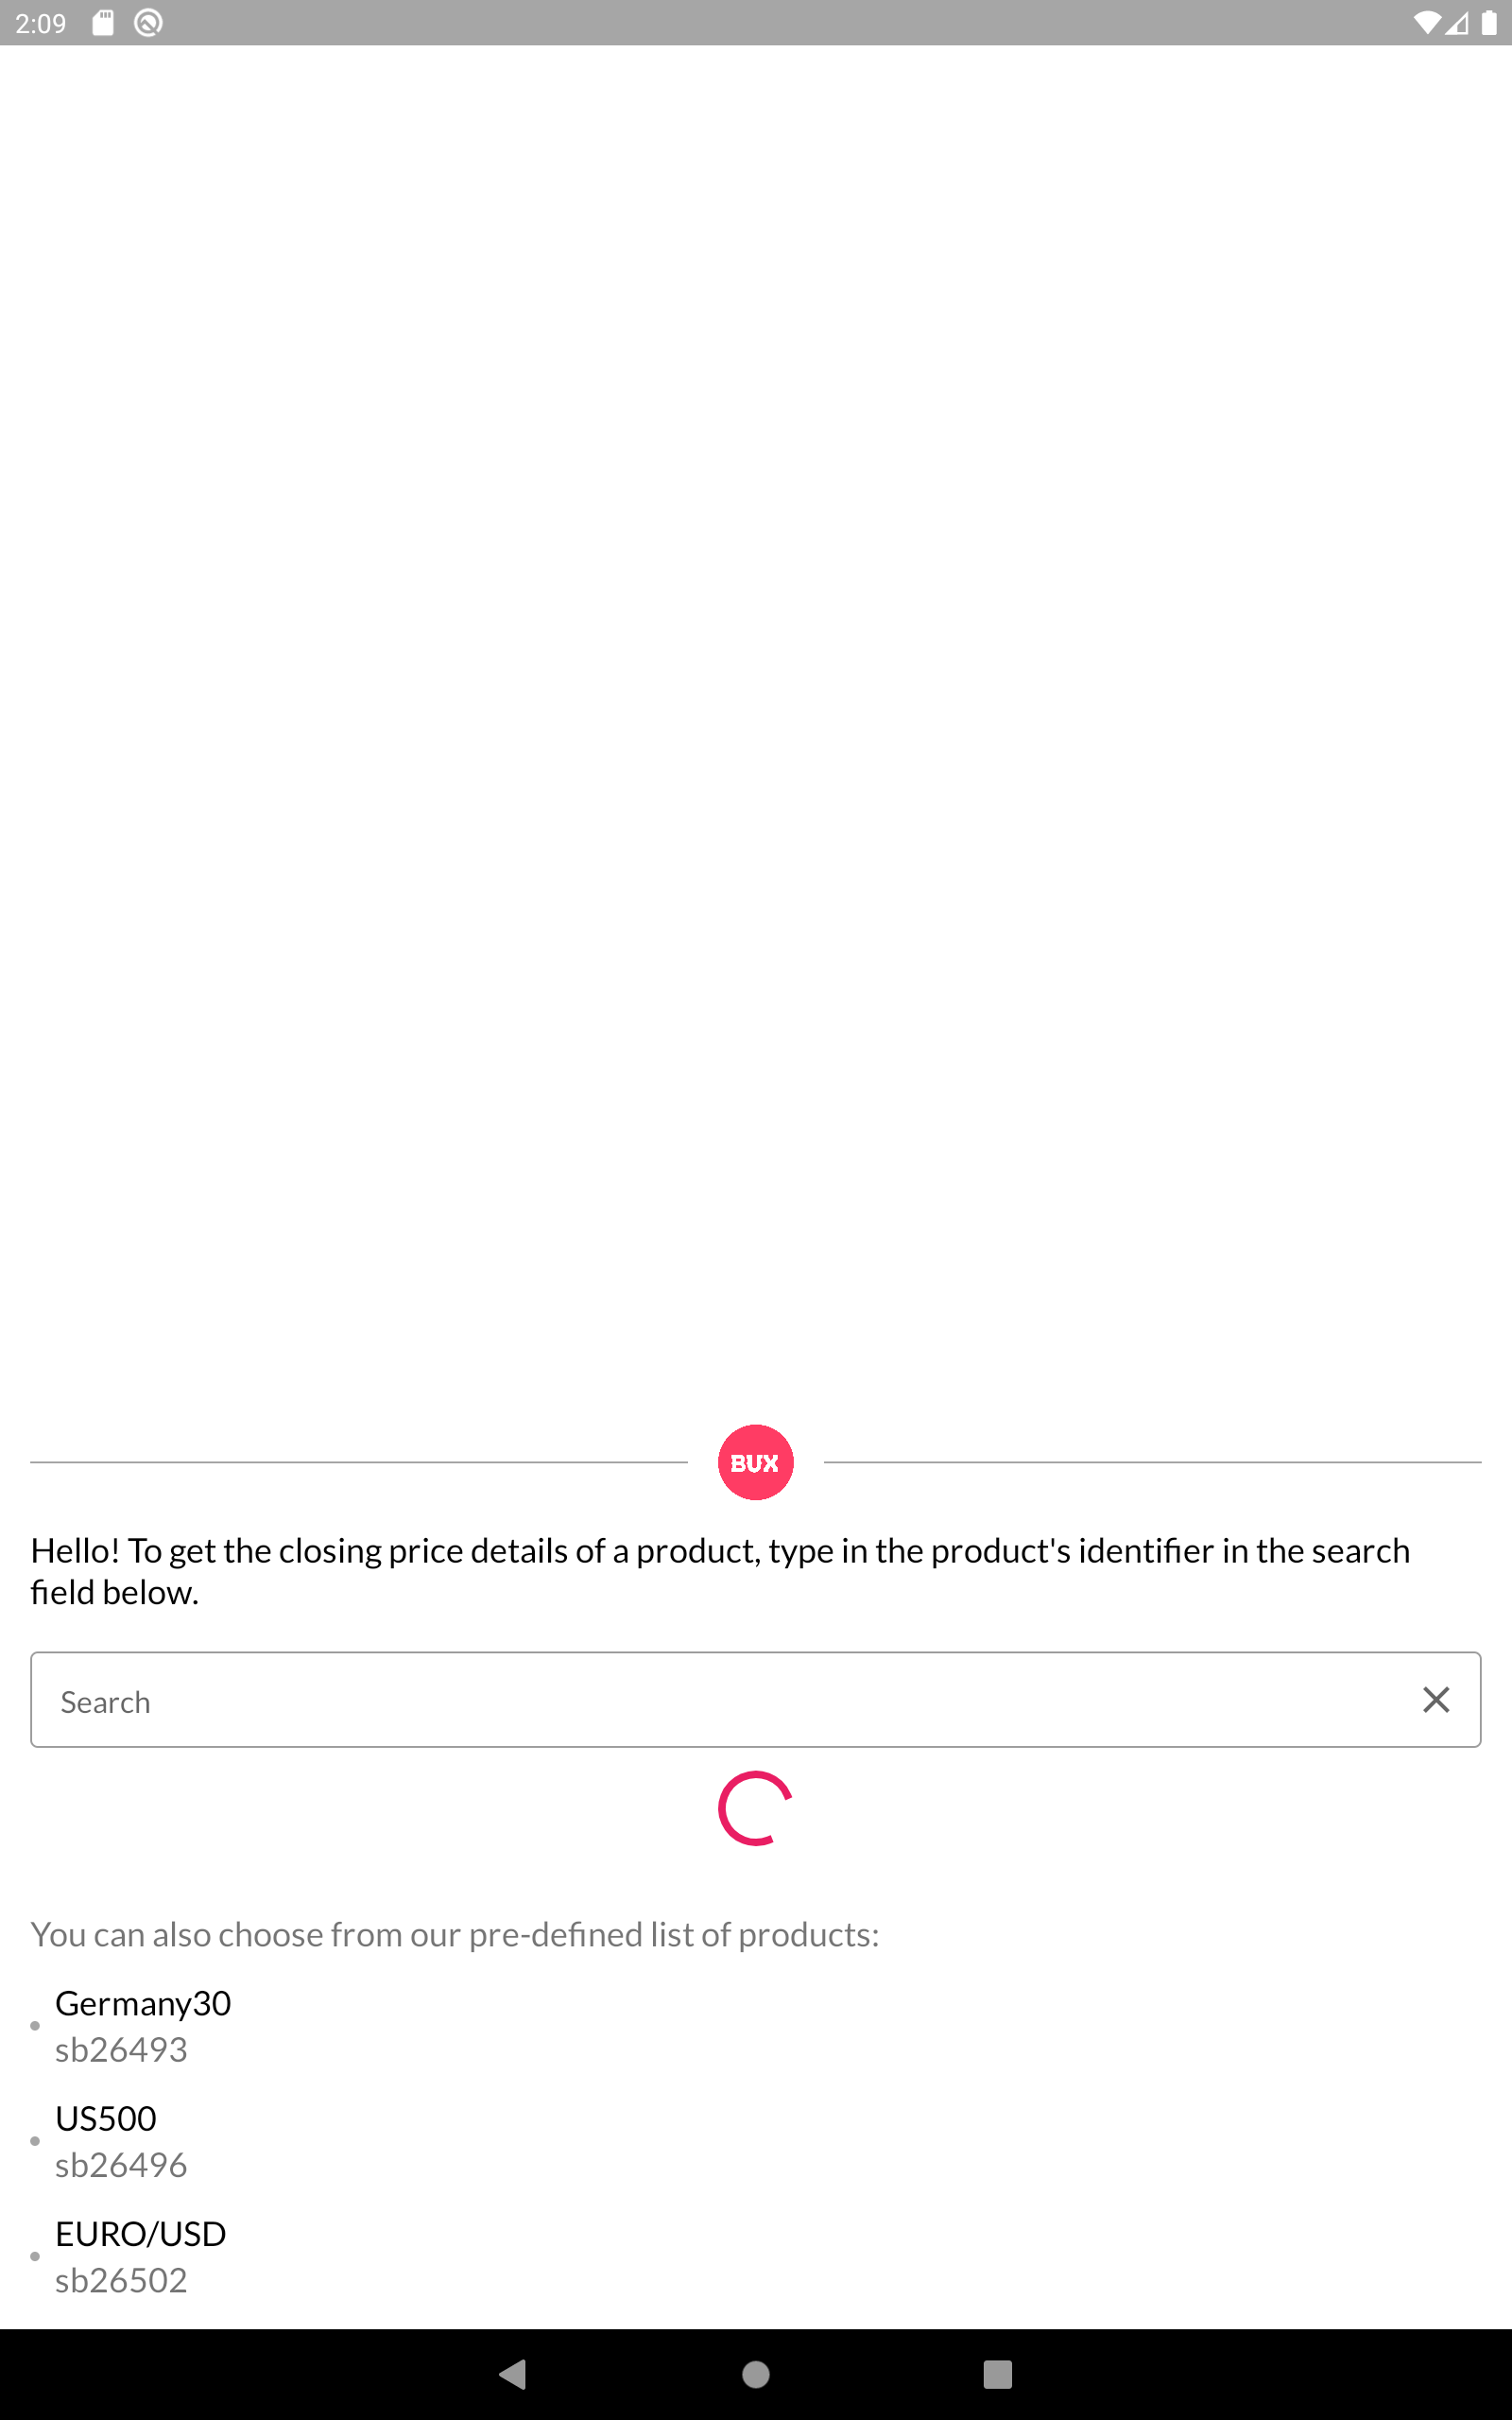 2:09
BUX
Hello! To get the closing price details of a product, type in the product's identifier in the search
field below.
Search
You can also choose from our pre-defined list of products:
Germany30
sb26493
US500
sb26496
EURO/USD
sb26502